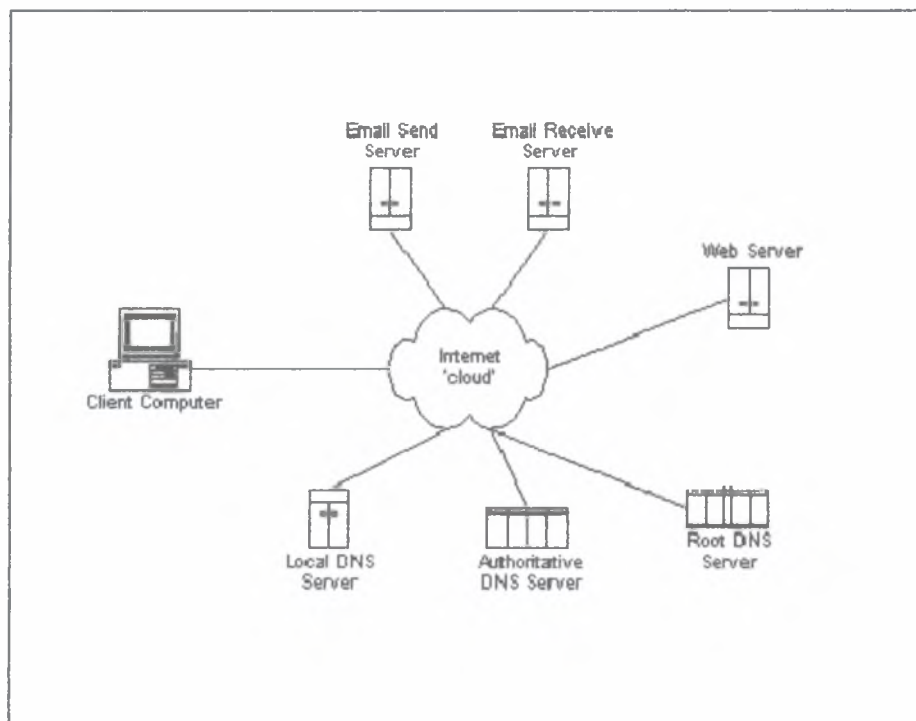 Email Send
Server
Email Receive
Server
Web Server
Internet
'cloud'
Client Computer
Local DNS
Server
Authoritative
DNS Server
Root DNS
Server